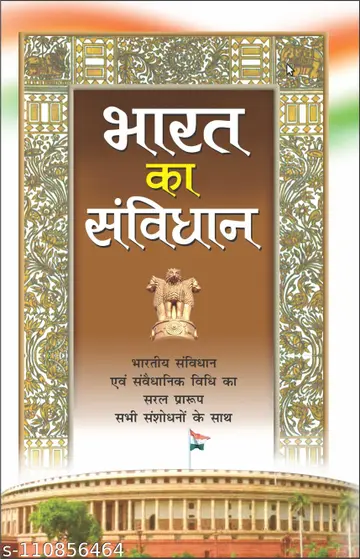 भारत
का
संविधान
भारतीय संविधान
एवं संवैधानिक विधि का
सरल प्रारूप
सभी संशोधनों के साथ
s-110856464